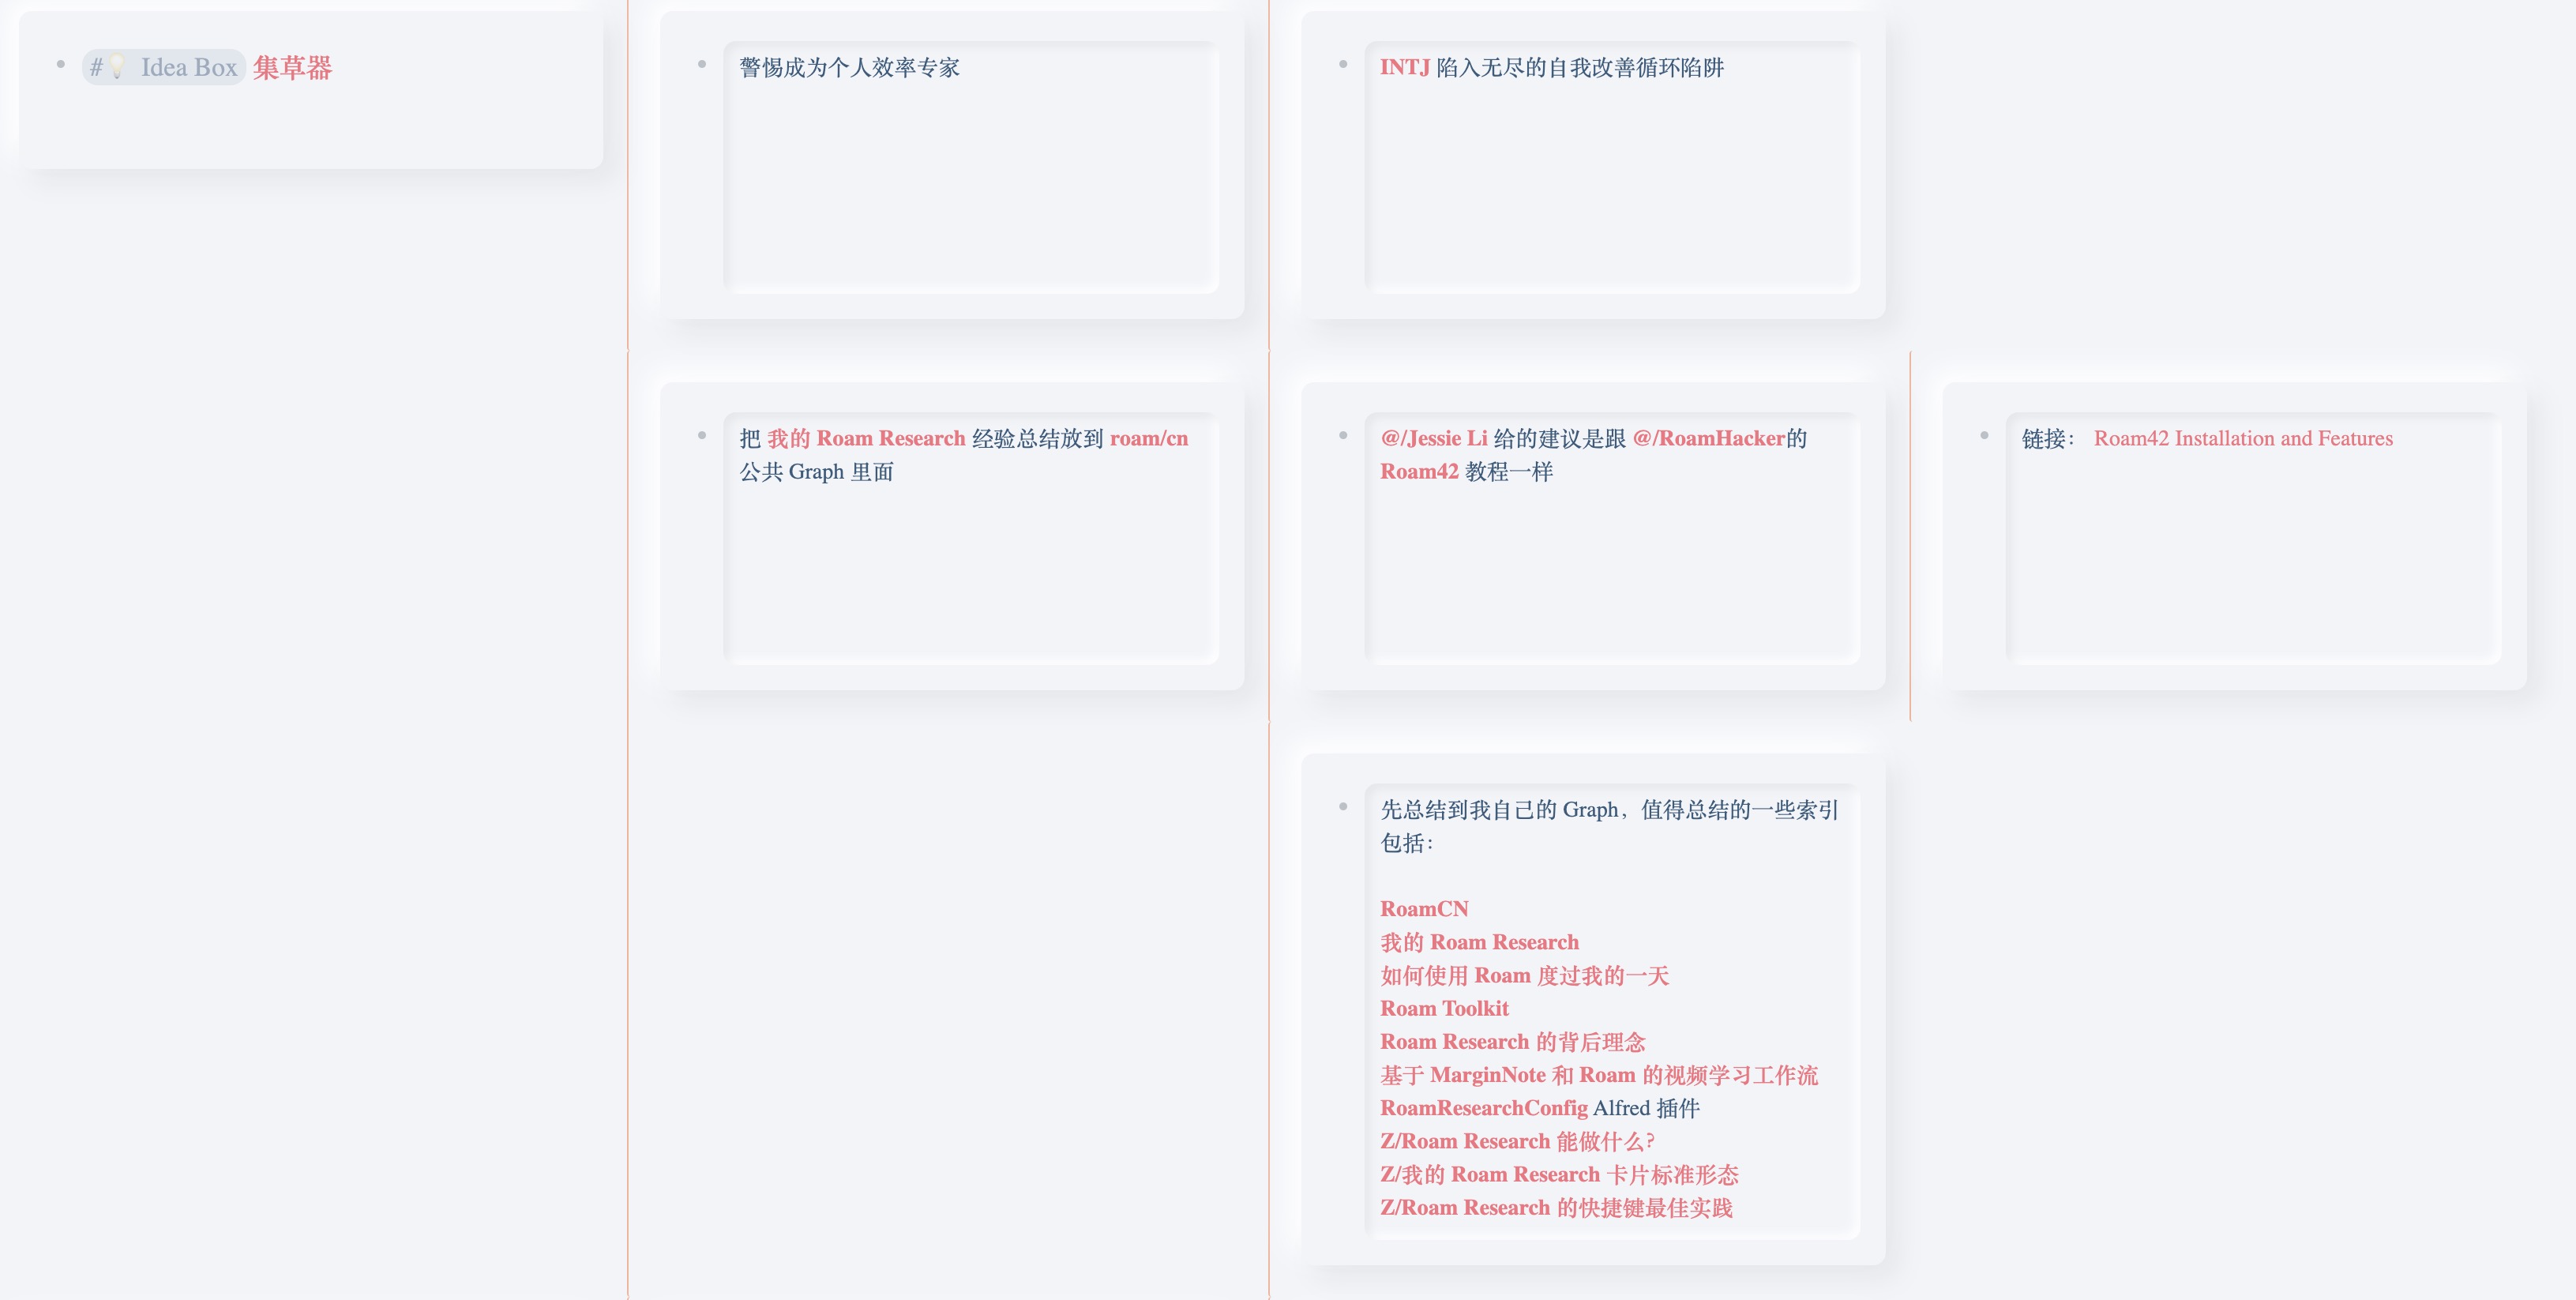 #💡 Idea Box 集草器
警惕成为个人效率专家
INTJ 陷入无尽的自我改善循环陷阱
把 我的 Roam Research 经验总结放到 roam/cn
公共 Graph 里面
@/Jessie Li 给的建议是跟 @/RoamHacker的
Roam42 教程一样
链接： Roam42 Installation and Features
先总结到我自己的 Graph，值得总结的一些索引
包括：
RoamCN
我的 Roam Research
如何使用 Roam 度过我的一天
Roam Toolkit
Roam Research 的背后理念
基于 MarginNote 和 Roam 的视频学习工作流
RoamResearchConfig Alfred 插件
Z/Roam Research 能做什么？
Z/我的 Roam Research 卡片标准形态
Z/Roam Research 的快捷键最佳实践